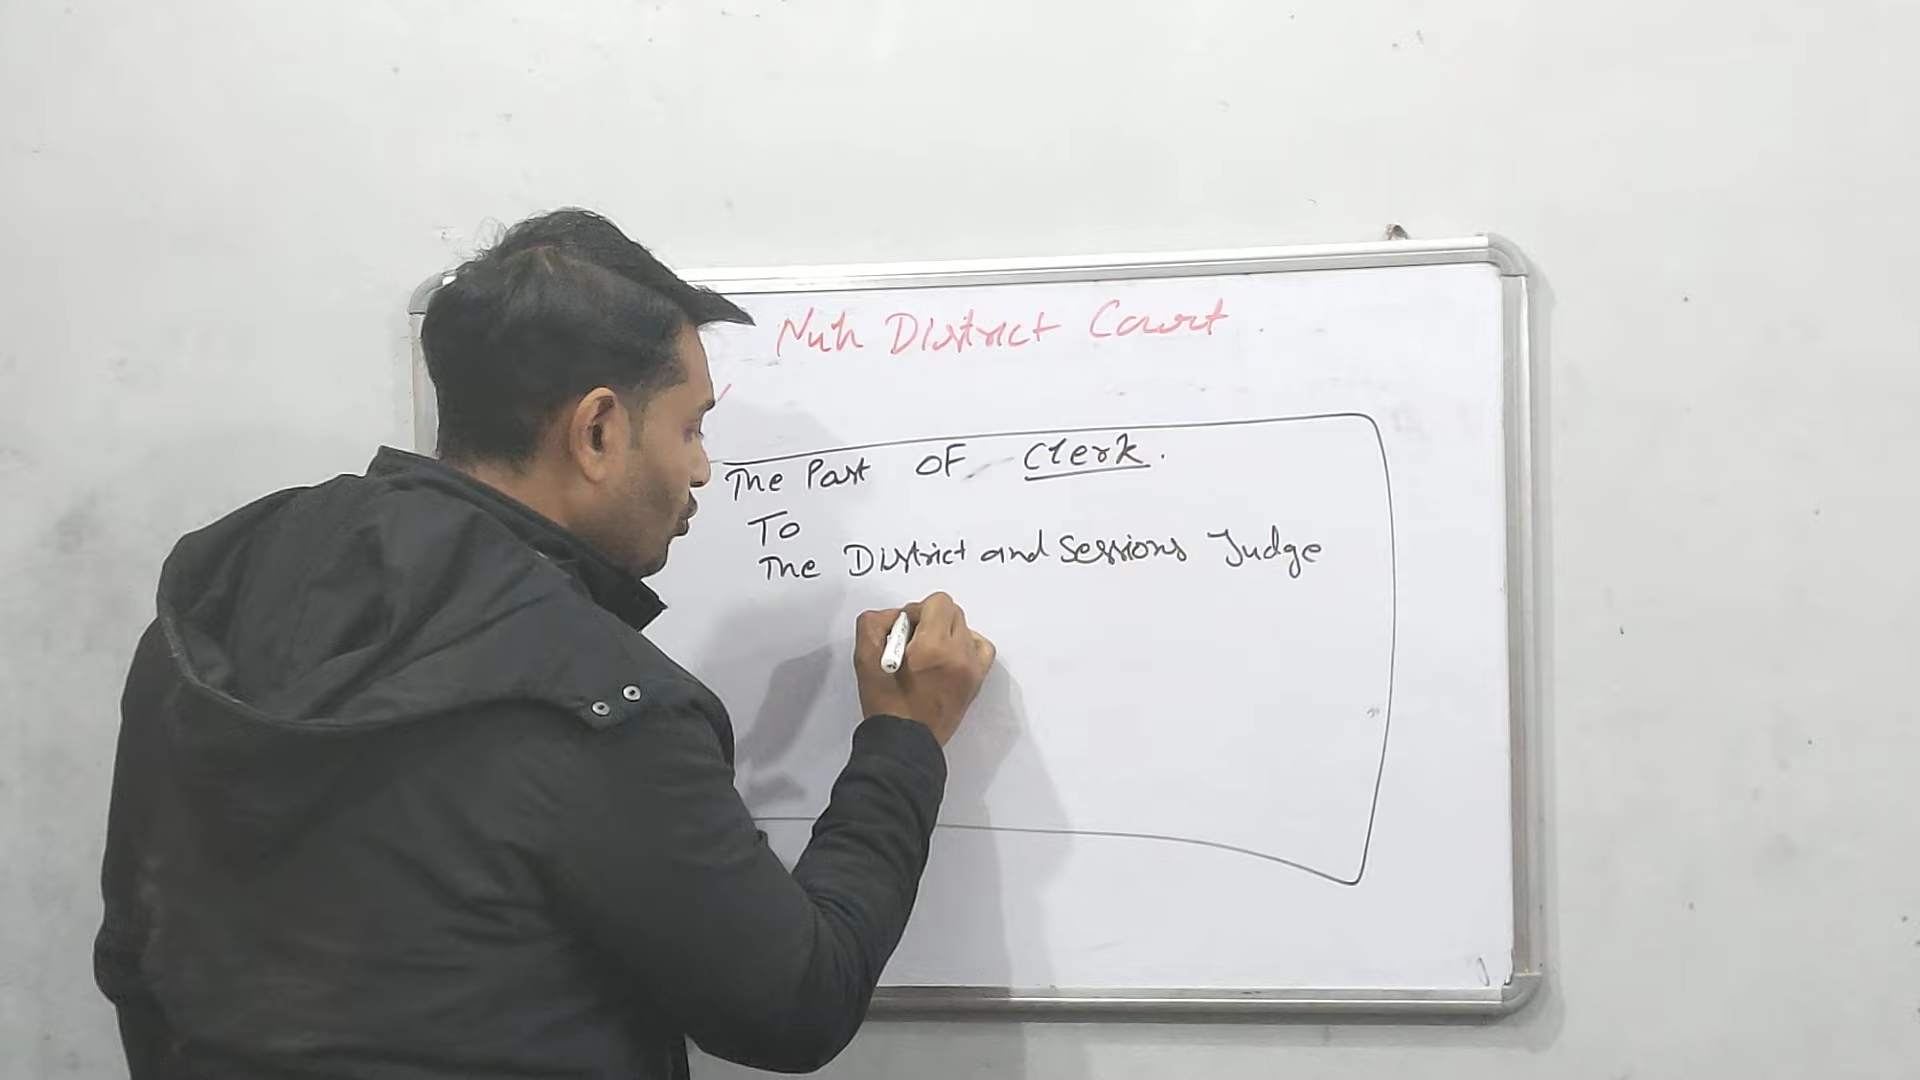 Nuh District Court
The Post OF Clerk.
To
The District and Sessions Judge